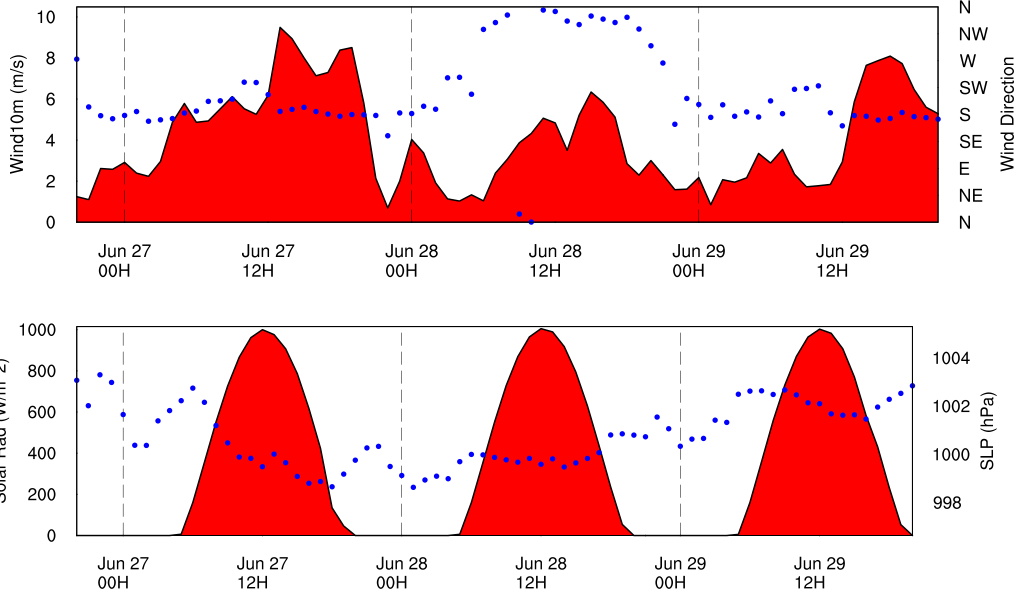 Wind10m (m/s)
10
8
6
4
2
0
N
NW
W
SW
S
SE
E
NE
N
Wind Direction
Jun 27 Jun 27 Jun 28 Jun 28 Jun 29 Jun 29
00H 12H 00H 12H 00H 12H
Solar Rad (W/m^2)
1000
800
600
400
200
0
1004
1002
1000
998
SLP (hPa)
Jun 27 Jun 27 Jun 28 Jun 28 Jun 29 Jun 29
00H 12H 00H 12H 00H 12H